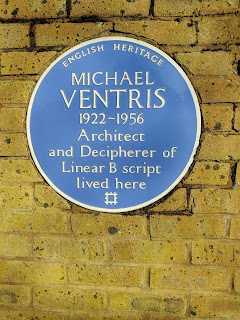 ENGLISH HERITAGE
MICHAEL
VENTRIS
1922-1956
Architect
and Decipherer of
Linear B script
lived here